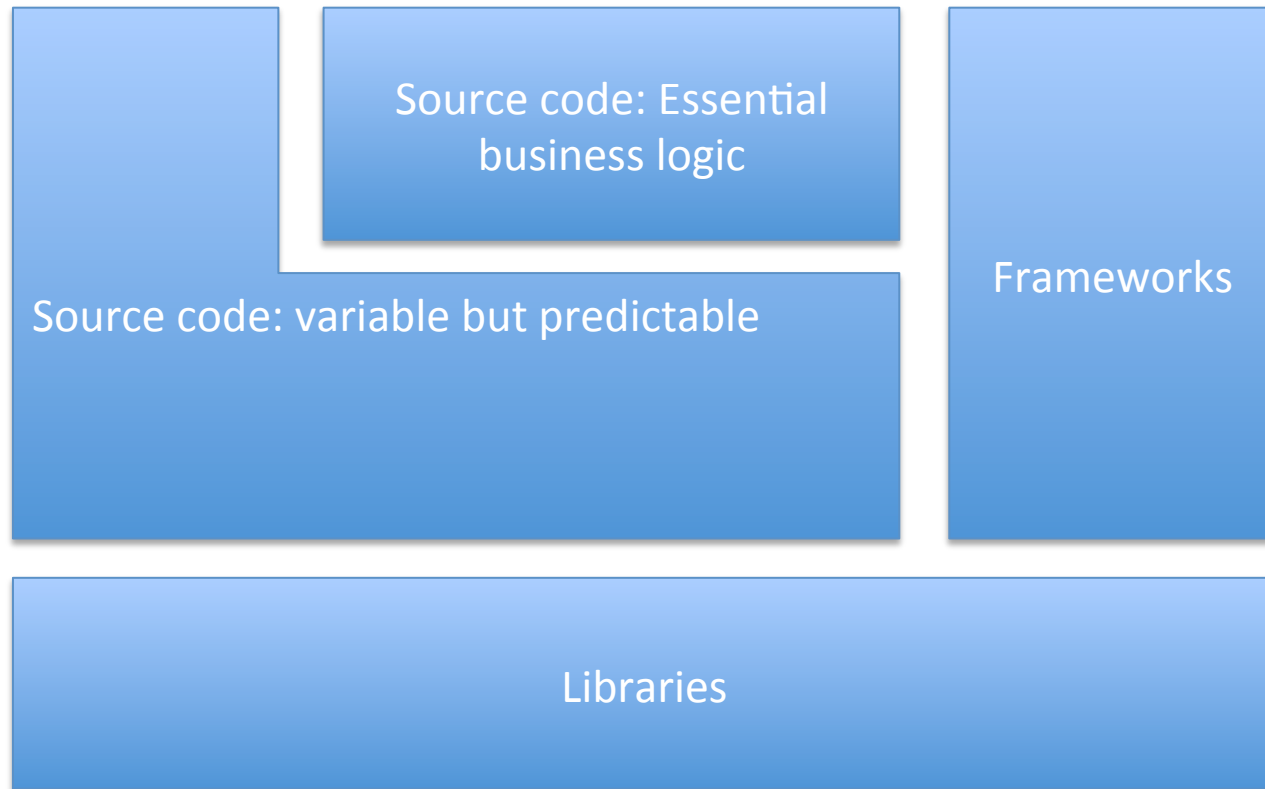 Source code: Essential
business logic
Frameworks
Source code: variable but predictable
Libraries